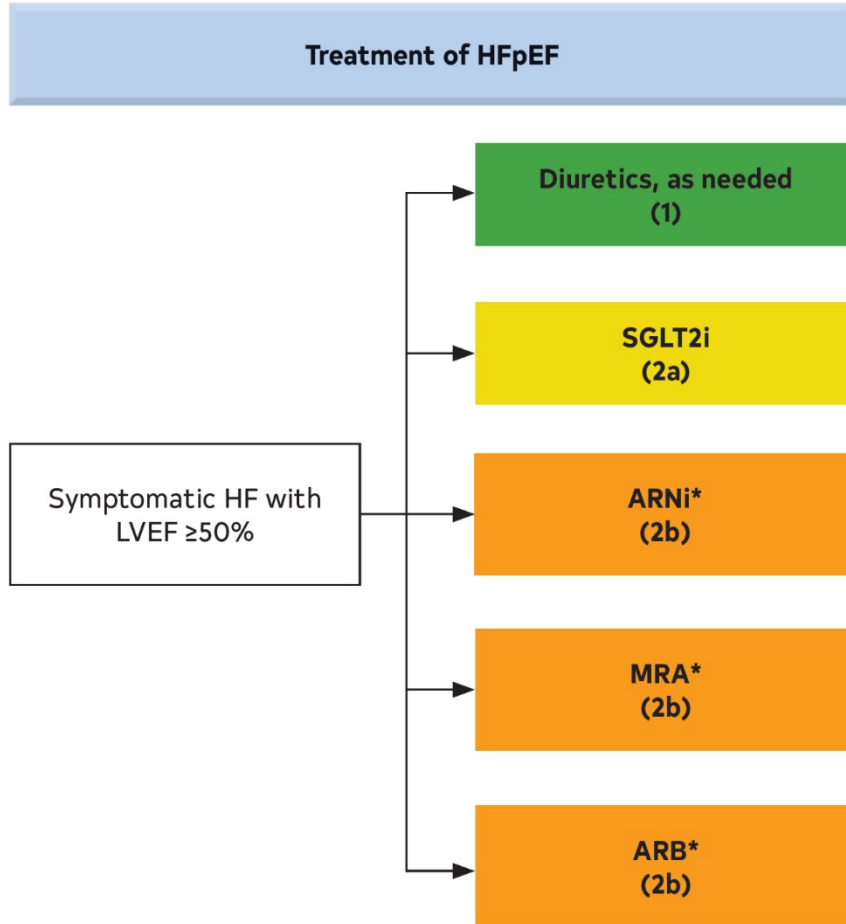 Treatment of HFpEF
Diuretics, as needed
(1)
SGLT2i
(2a)
Symptomatic HF with
LVEF ≥50%
ARNi*
(2b)
MRA*
(2b)
ARB*
(2b)